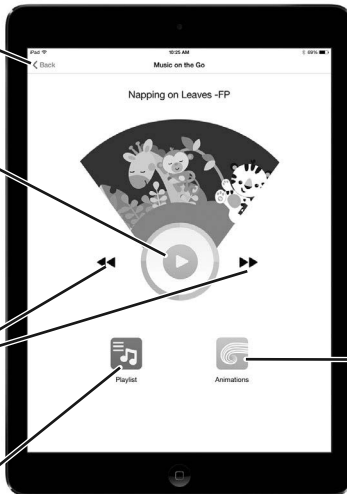 iPad 10:25 AM 69%
Back Music on the Go
Napping on Leaves -FP
Playlist Animations